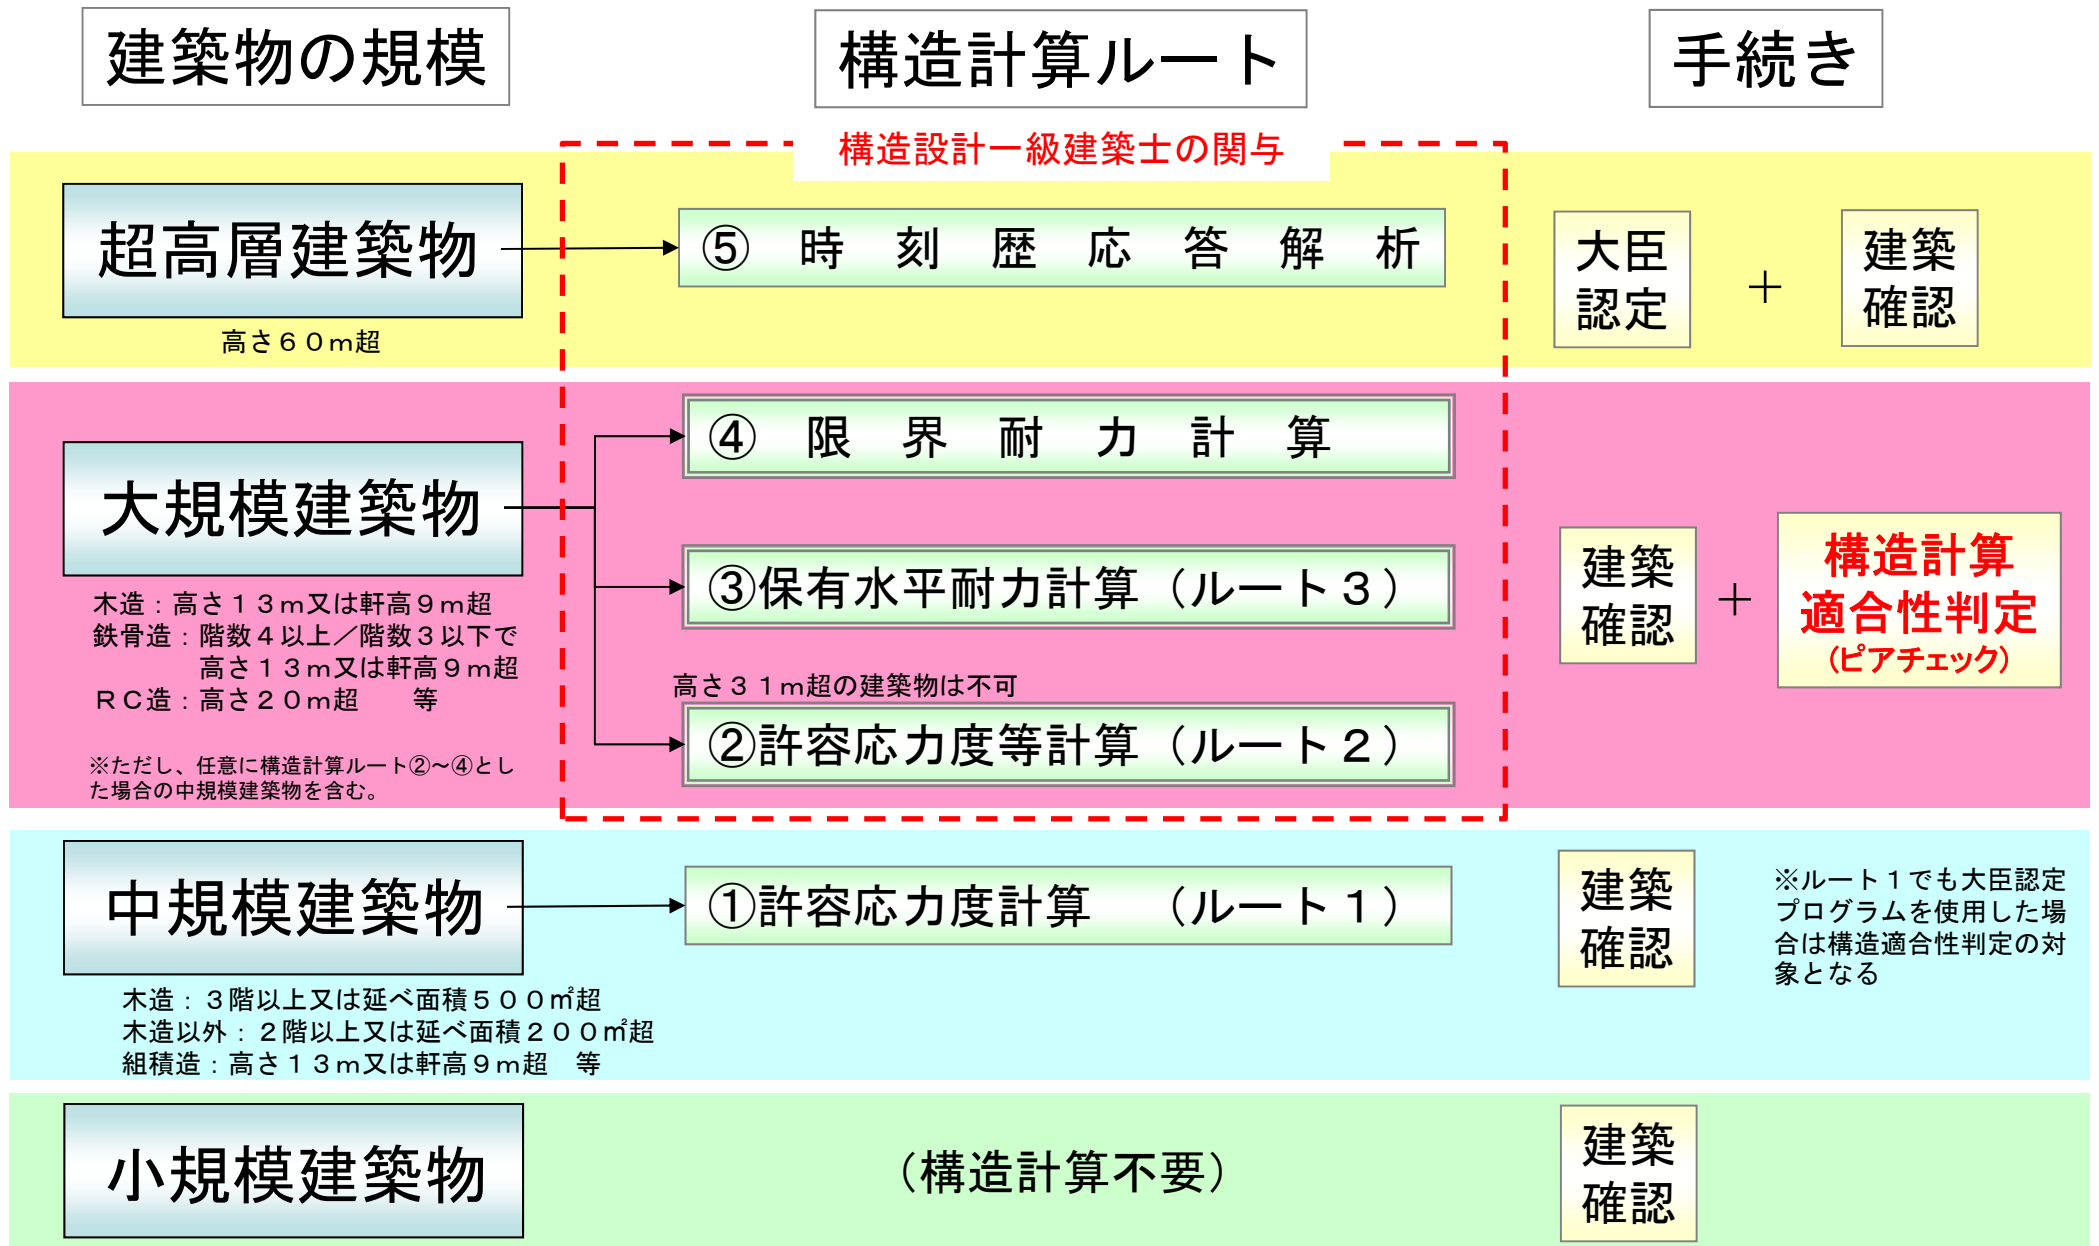 建築物の規模
構造計算ルート
手続き
構造設計一級建築士の関与
超高層建築物
高さ６０ｍ超
⑤　時　刻　歴　応　答　解　析
大臣
認定
＋
建築
確認
大規模建築物
木造：高さ１３ｍ又は軒高９ｍ超
鉄骨造：階数４以上／階数３以下で
高さ１３ｍ又は軒高９ｍ超
ＲＣ造：高さ２０ｍ超　　等
※ただし、任意に構造計算ルート②～④とし
た場合の中規模建築物を含む。
④　限　界　耐　力　計　算
③保有水平耐力計算（ルート３）
高さ３１ｍ超の建築物は不可
②許容応力度等計算（ルート２）
建築
確認
＋
構造計算
適合性判定
（ピアチェック）
中規模建築物
木造：３階以上又は延べ面積５００㎡超
木造以外：２階以上又は延べ面積２００㎡超
組積造：高さ１３ｍ又は軒高９ｍ超　等
①許容応力度計算　（ルート１）
建築
確認
※ルート１でも大臣認定
プログラムを使用した場
合は構造適合性判定の対
象となる
小規模建築物
（構造計算不要）
建築
確認